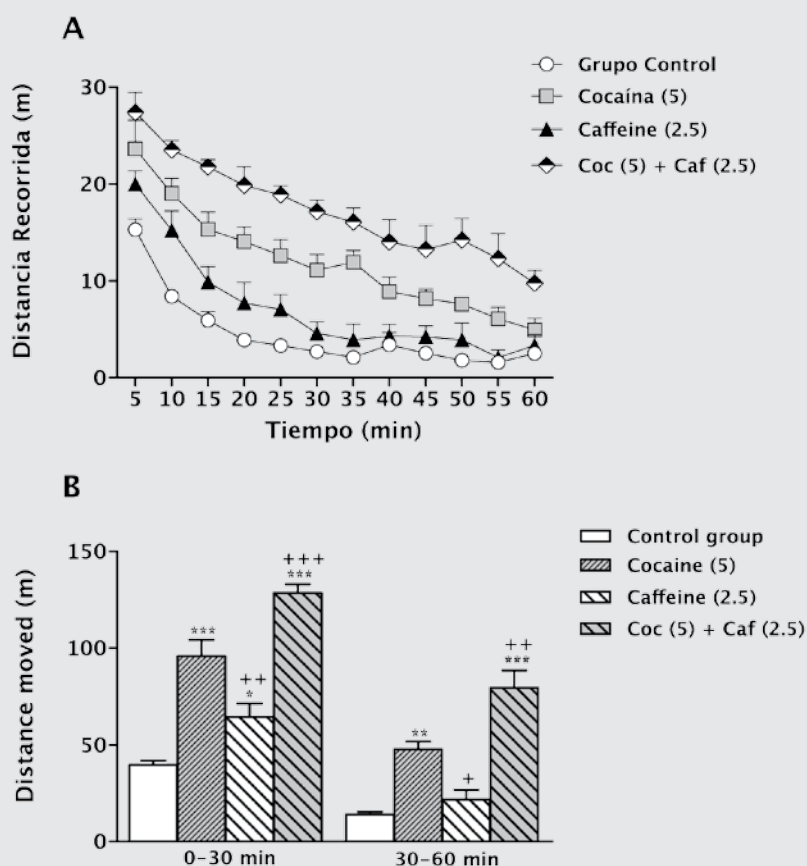 A
Distancia Recorrida (m)
30
20
10
0
5 10 15 20 25 30 35 40 45 50 55 60
Tiempo (min)
Grupo Control
Cocaína (5)
Caffeine (2.5)
Coc (5) + Caf (2.5)
B
Distance moved (m)
150
100
50
0
***
++
*
+++
***
**
+
++
***
0-30 min
30-60 min
Control group
Cocaine (5)
Caffeine (2.5)
Coc (5) + Caf (2.5)